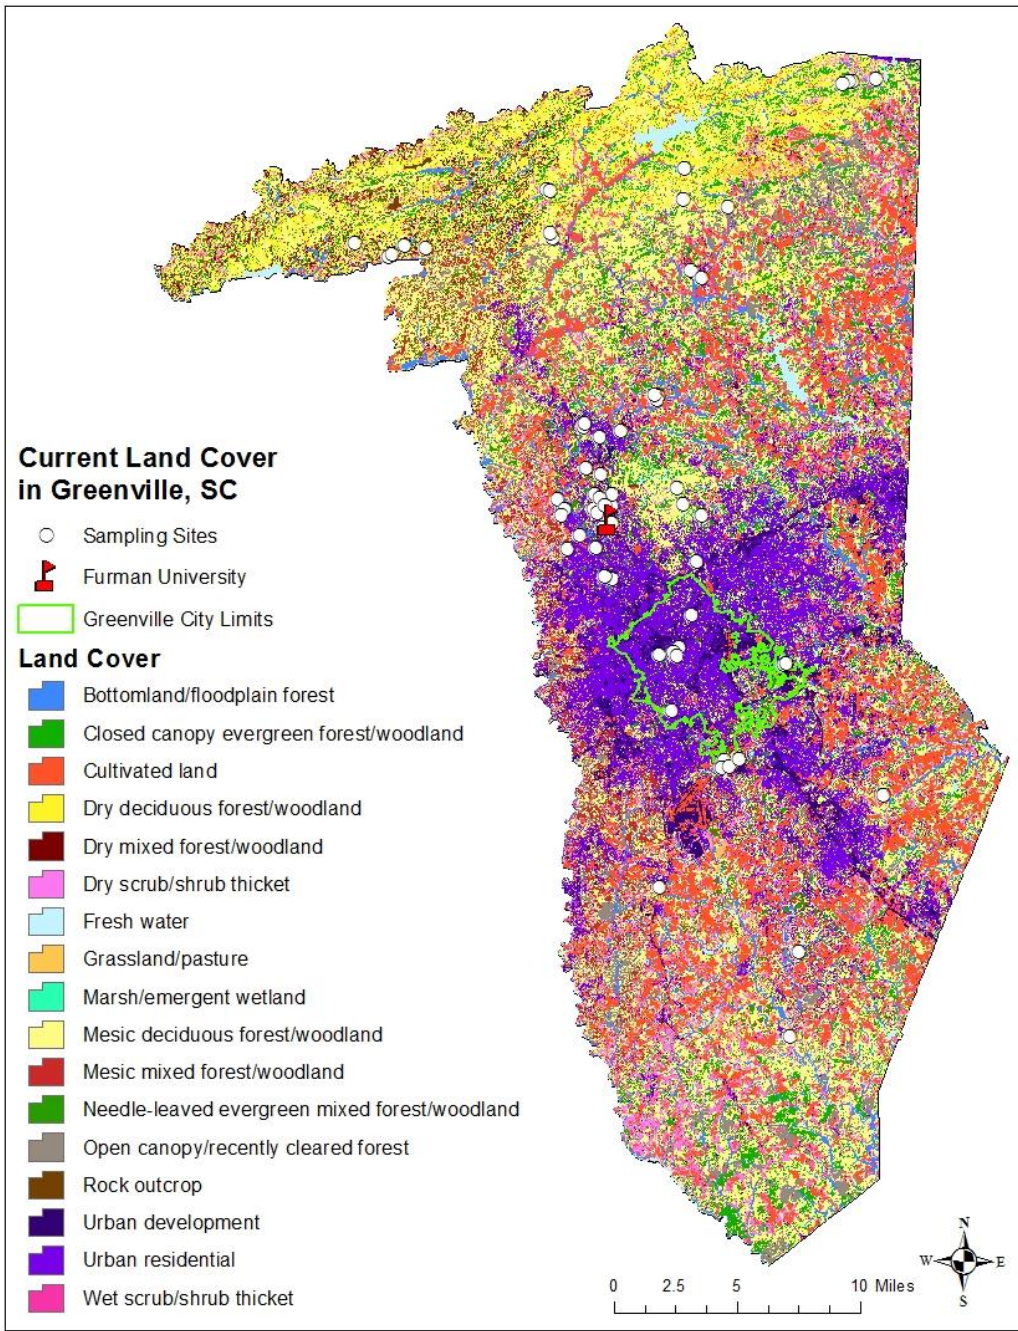 Current Land Cover
in Greenville, SC
Sampling Sites
Furman University
Greenville City Limits
Land Cover
Bottomland/floodplain forest
Closed canopy evergreen forest/woodland
Cultivated land
Dry deciduous forest/woodland
Dry mixed forest/woodland
Dry scrub/shrub thicket
Fresh water
Grassland/pasture
Marsh/emergent wetland
Mesic deciduous forest/woodland
Mesic mixed forest/woodland
Needle-leaved evergreen mixed forest/woodland
Open canopy/recently cleared forest
Rock outcrop
Urban development
Urban residential
Wet scrub/shrub thicket
0 2.5 5 10 Miles
N
W E
S